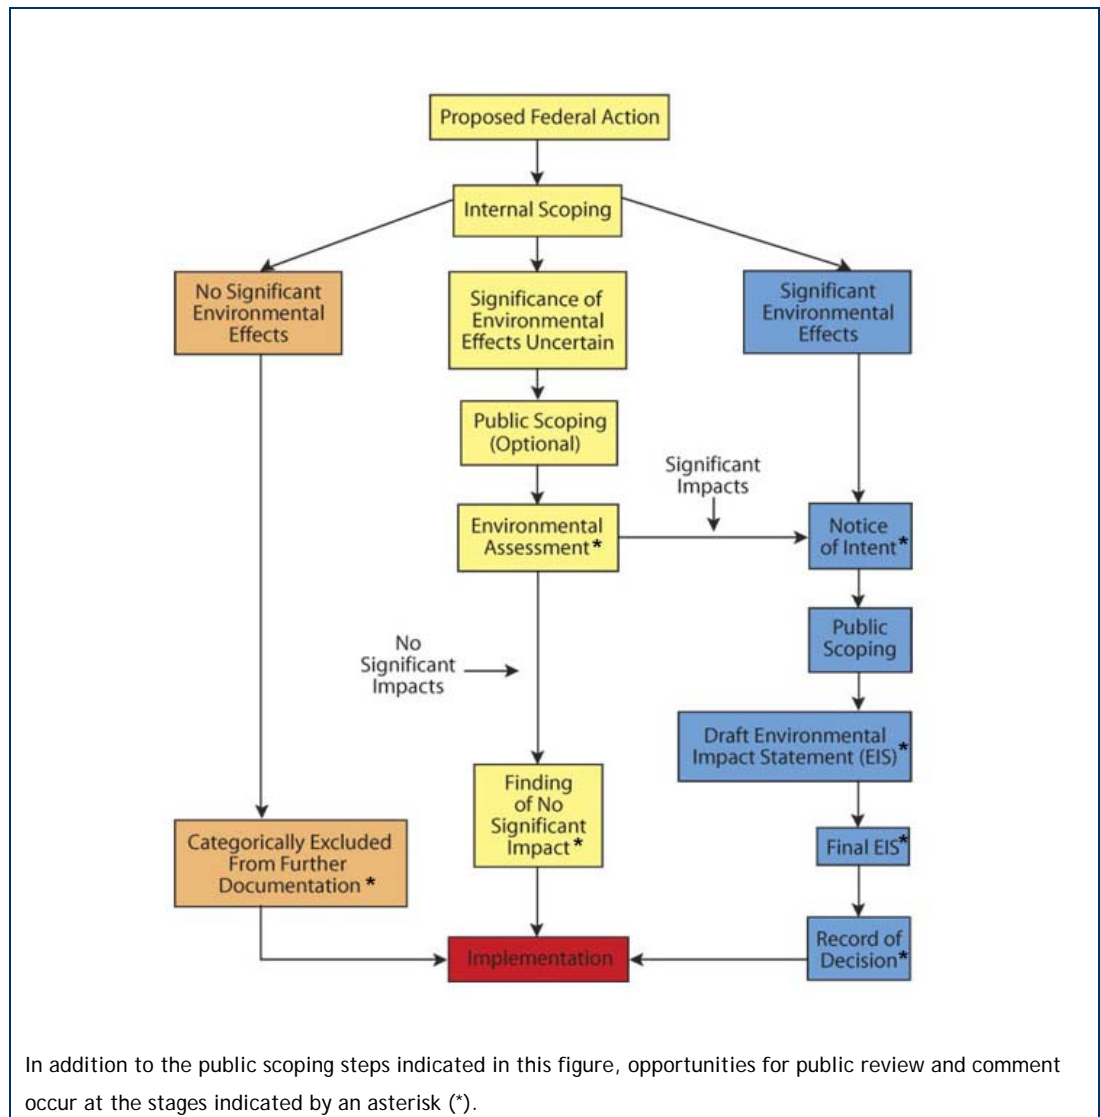 Proposed Federal Action
Internal Scoping
No Significant
Environmental
Effects
Significance of
Environmental
Effects Uncertain
Significant
Environmental
Effects
Public Scoping
(Optional)
Significant
Impacts
Environmental
Assessment*
Notice
of Intent*
Public
Scoping
No
Significant
Impacts
Draft Environmental
Impact Statement (EIS)*
Finding
of No
Significant
Impact*
Categorically Excluded
From Further
Documentation *
Final EIS*
Record of
Decision*
Implementation
In addition to the public scoping steps indicated in this figure, opportunities for public review and comment
occur at the stages indicated by an asterisk (*).